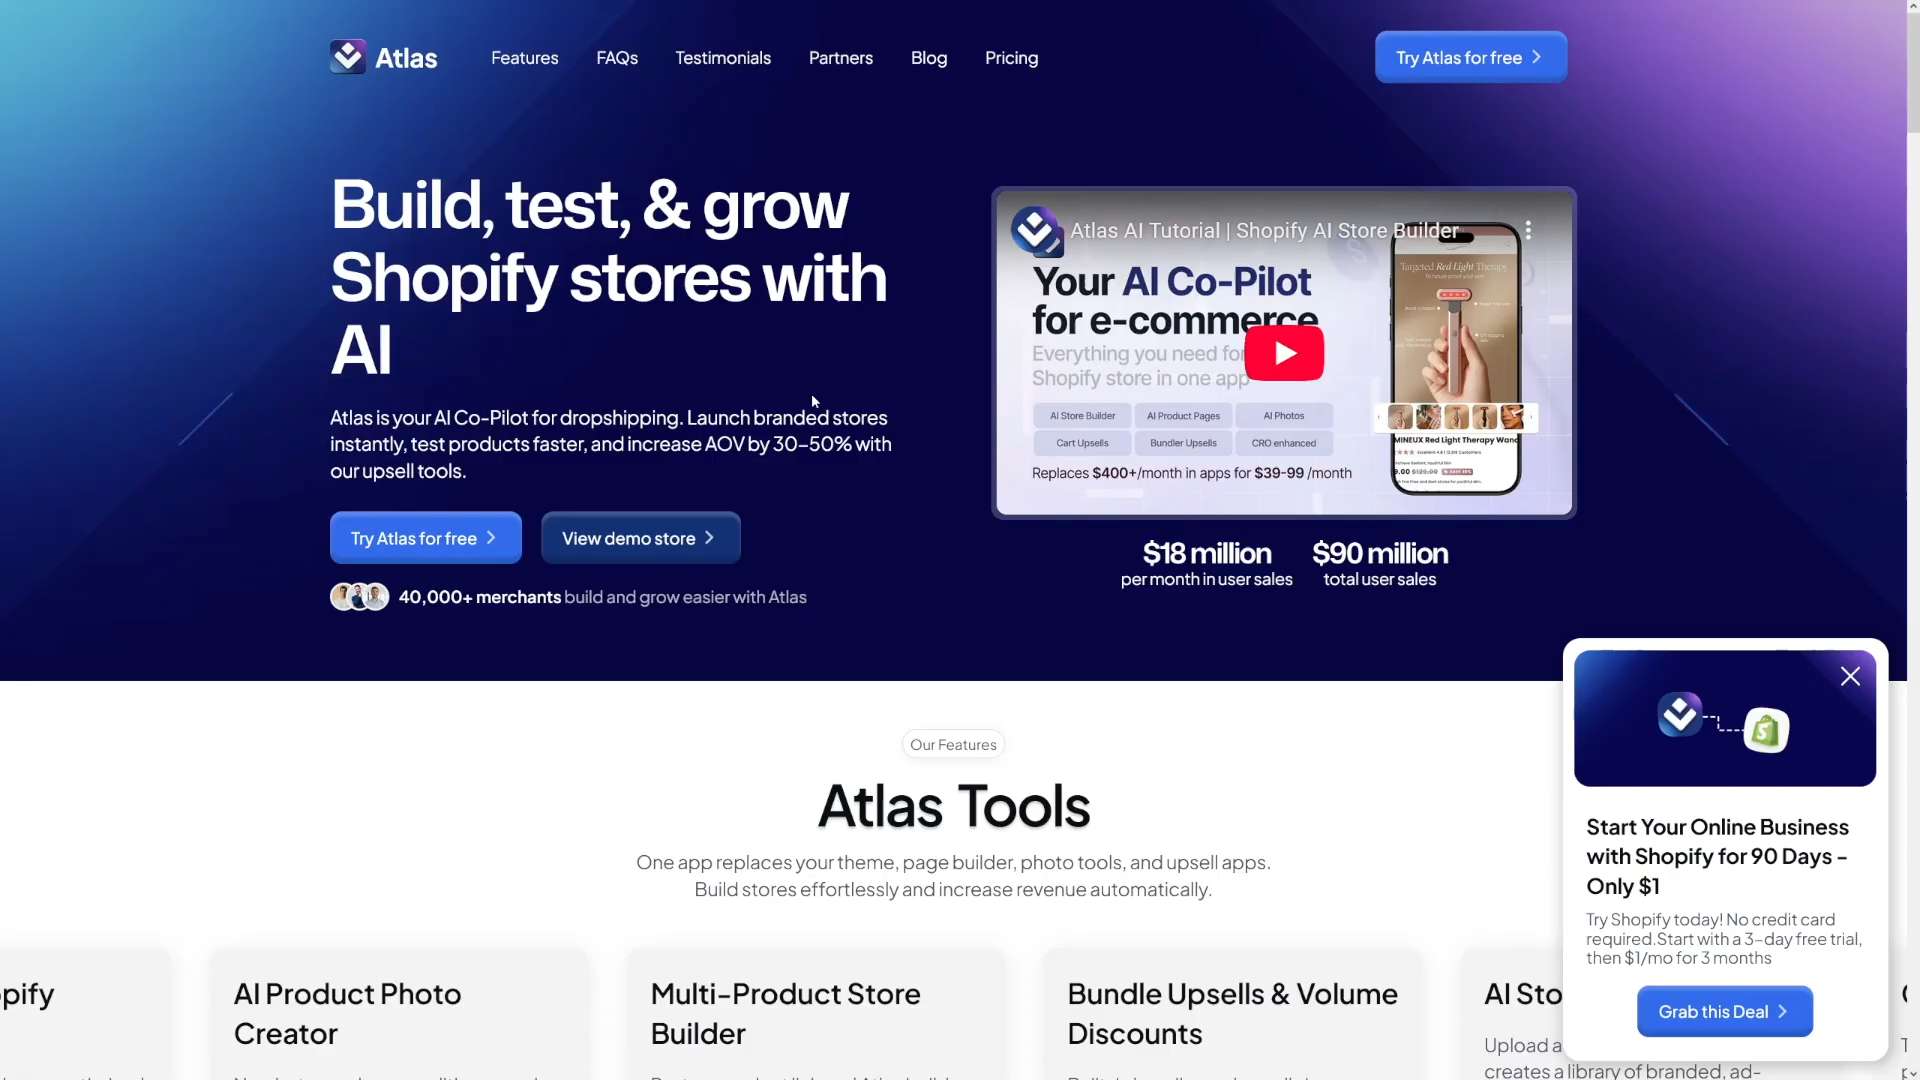 Atlas
Features
FAQs
Testimonials
Partners
Blog
Pricing
Try Atlas for free
Build, test, & grow
Shopify stores with
AI
Atlas is your AI Co-Pilot for dropshipping. Launch branded stores
instantly, test products faster, and increase AOV by 30–50% with
our upsell tools.
Try Atlas for free
View demo store
40,000+ merchants build and grow easier with Atlas
Atlas AI Tutorial | Shopify AI Store Builder
Your AI Co-Pilot
for e-commerce
Everything you need for
Shopify store in one app
AI Store Builder
AI Product Pages
AI Photos
Cart Upsells
Bundler Upsells
CRO enhanced
Replaces $400+/month in apps for $39-99 /month
Targeted Red Light Therapy
MINEUX Red Light Therapy Wand
$18 million
per month in user sales
$90 million
total user sales
Our Features
Atlas Tools
One app replaces your theme, page builder, photo tools, and upsell apps.
Build stores effortlessly and increase revenue automatically.
pify
AI Product Photo
Creator
Multi-Product Store
Builder
Bundle Upsells & Volume
Discounts
AI Sto
Upload a
creates a library of branded, ad-
Start Your Online Business
with Shopify for 90 Days –
Only $1
Try Shopify today! No credit card
required.Start with a 3-day free trial,
then $1/mo for 3 months
Grab this Deal